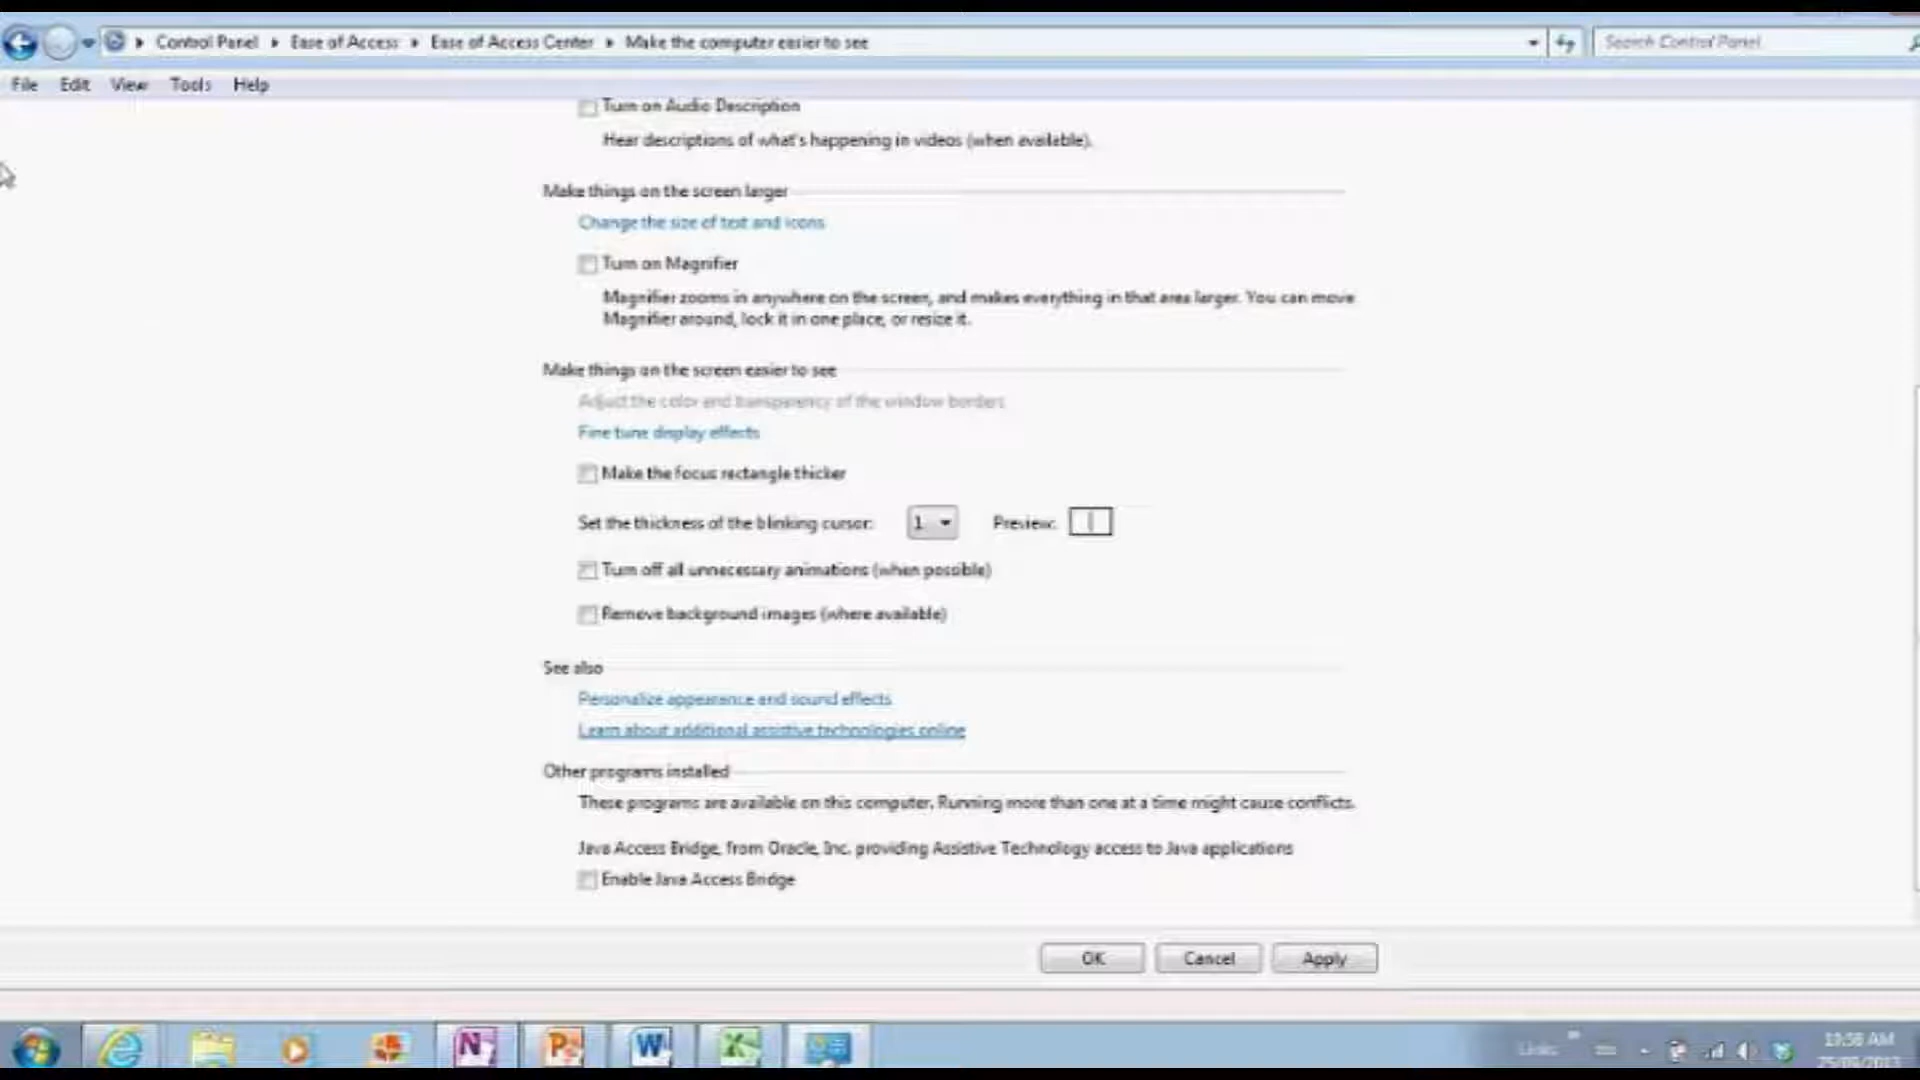 Control Panel ▸ Ease of Access ▸ Ease of Access Center ▸ Make the computer easier to see
Search Control Panel
File Edit View Tools Help
Turn on Audio Description
Hear descriptions of what's happening in videos (when available).
Make things on the screen larger
Change the size of text and icons
Turn on Magnifier
Magnifier zooms in anywhere on the screen, and makes everything in that area larger. You can move
Magnifier around, lock it in one place, or resize it.
Make things on the screen easier to see
Adjust the color and transparency of the window borders
Fine tune display effects
Make the focus rectangle thicker
Set the thickness of the blinking cursor: 1 Preview:
Turn off all unnecessary animations (when possible)
Remove background images (where available)
See also
Personalize appearance and sound effects
Learn about additional assistive technologies online
Other programs installed
These programs are available on this computer. Running more than one at a time might cause conflicts.
Java Access Bridge, from Oracle, Inc. providing Assistive Technology access to Java applications
Enable Java Access Bridge
OK Cancel Apply
Links
AM